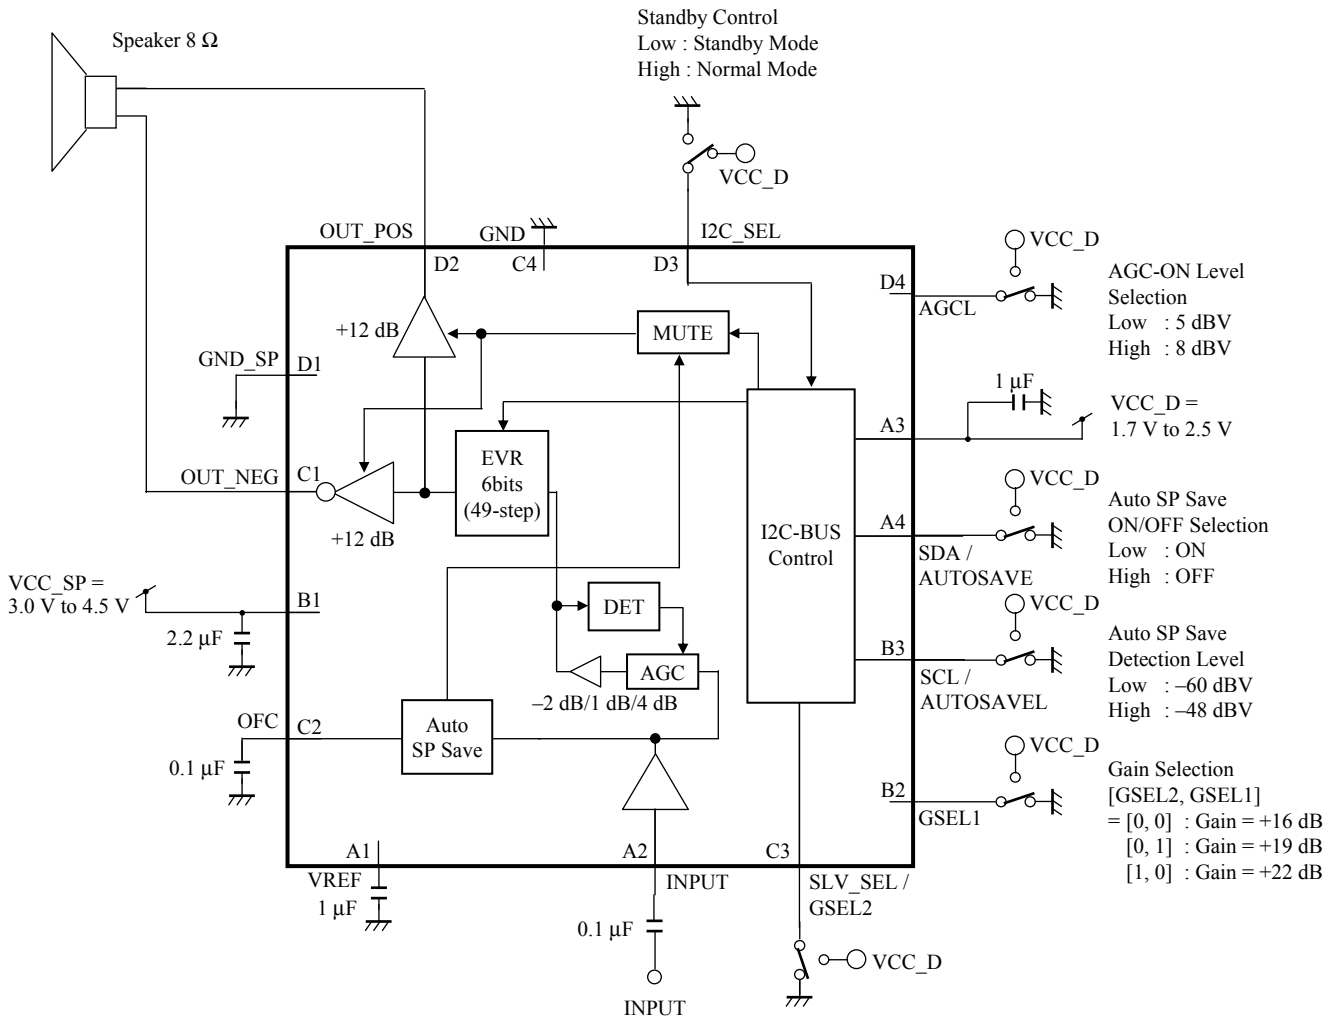 Standby Control
Low : Standby Mode
High : Normal Mode
Speaker 8 Ω
VCC_D
OUT_POS
GND
I2C_SEL
D2
C4
D3
D4
AGCL
VCC_D
AGC-ON Level
Selection
Low : 5 dBV
High : 8 dBV
+12 dB
MUTE
GND_SP
D1
1 µF
A3
VCC_D =
1.7 V to 2.5 V
OUT_NEG
C1
+12 dB
EVR
6bits
(49-step)
I2C-BUS
Control
VCC_D
A4
SDA /
AUTOSAVE
Auto SP Save
ON/OFF Selection
Low : ON
High : OFF
VCC_SP =
3.0 V to 4.5 V
B1
2.2 µF
DET
AGC
–2 dB/1 dB/4 dB
VCC_D
B3
SCL /
AUTOSAVEL
Auto SP Save
Detection Level
Low : –60 dBV
High : –48 dBV
OFC
C2
0.1 µF
Auto
SP Save
VCC_D
B2
GSEL1
Gain Selection
[GSEL2, GSEL1]
= [0, 0] : Gain = +16 dB
[0, 1] : Gain = +19 dB
[1, 0] : Gain = +22 dB
A1
A2
C3
VREF
1 µF
INPUT
SLV_SEL /
GSEL2
0.1 µF
VCC_D
INPUT